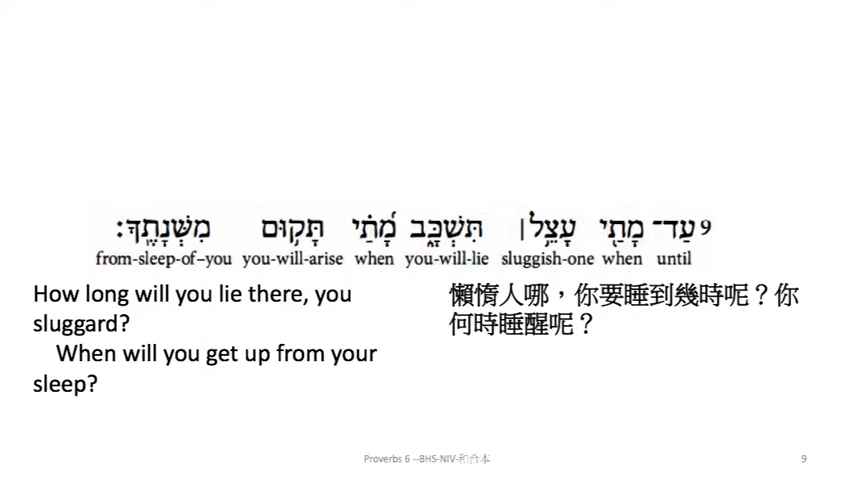 9 עַד־ מָתַ֖י עָצֵ֥ל׀ תִּשְׁכָּ֑ב מָ֝תַ֗י תָּק֥וּם מִשְּׁנָתֶֽךָ׃
from-sleep-of–you you-will-arise when you-will-lie sluggish-one when until
How long will you lie there, you
sluggard?
When will you get up from your
sleep?
懶惰人哪，你要睡到幾時呢？你
何時睡醒呢？
Proverbs 6 --BHS-NIV-和合本
9